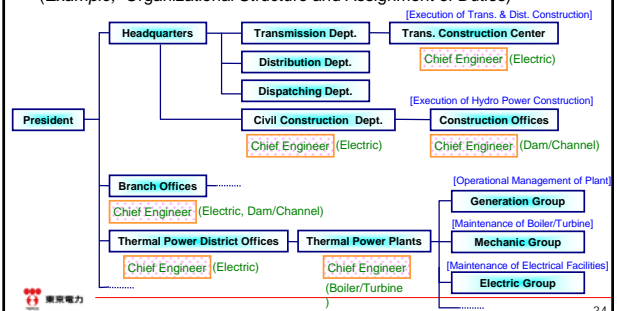 (Example; Organizational Structure and Assignment of Duties)
[Execution of Trans. & Dist. Construction]
Headquarters
Transmission Dept.
Trans. Construction Center
Chief Engineer (Electric)
Distribution Dept.
Dispatching Dept.
[Execution of Hydro Power Construction]
President
Civil Construction Dept.
Construction Offices
Chief Engineer (Electric)
Chief Engineer (Dam/Channel)
[Operational Management of Plant]
Branch Offices
Generation Group
Chief Engineer (Electric, Dam/Channel)
[Maintenance of Boiler/Turbine]
Thermal Power District Offices
Thermal Power Plants
Mechanic Group
Chief Engineer (Electric)
Chief Engineer
(Boiler/Turbine
)
[Maintenance of Electrical Facilities]
Electric Group
東京電力